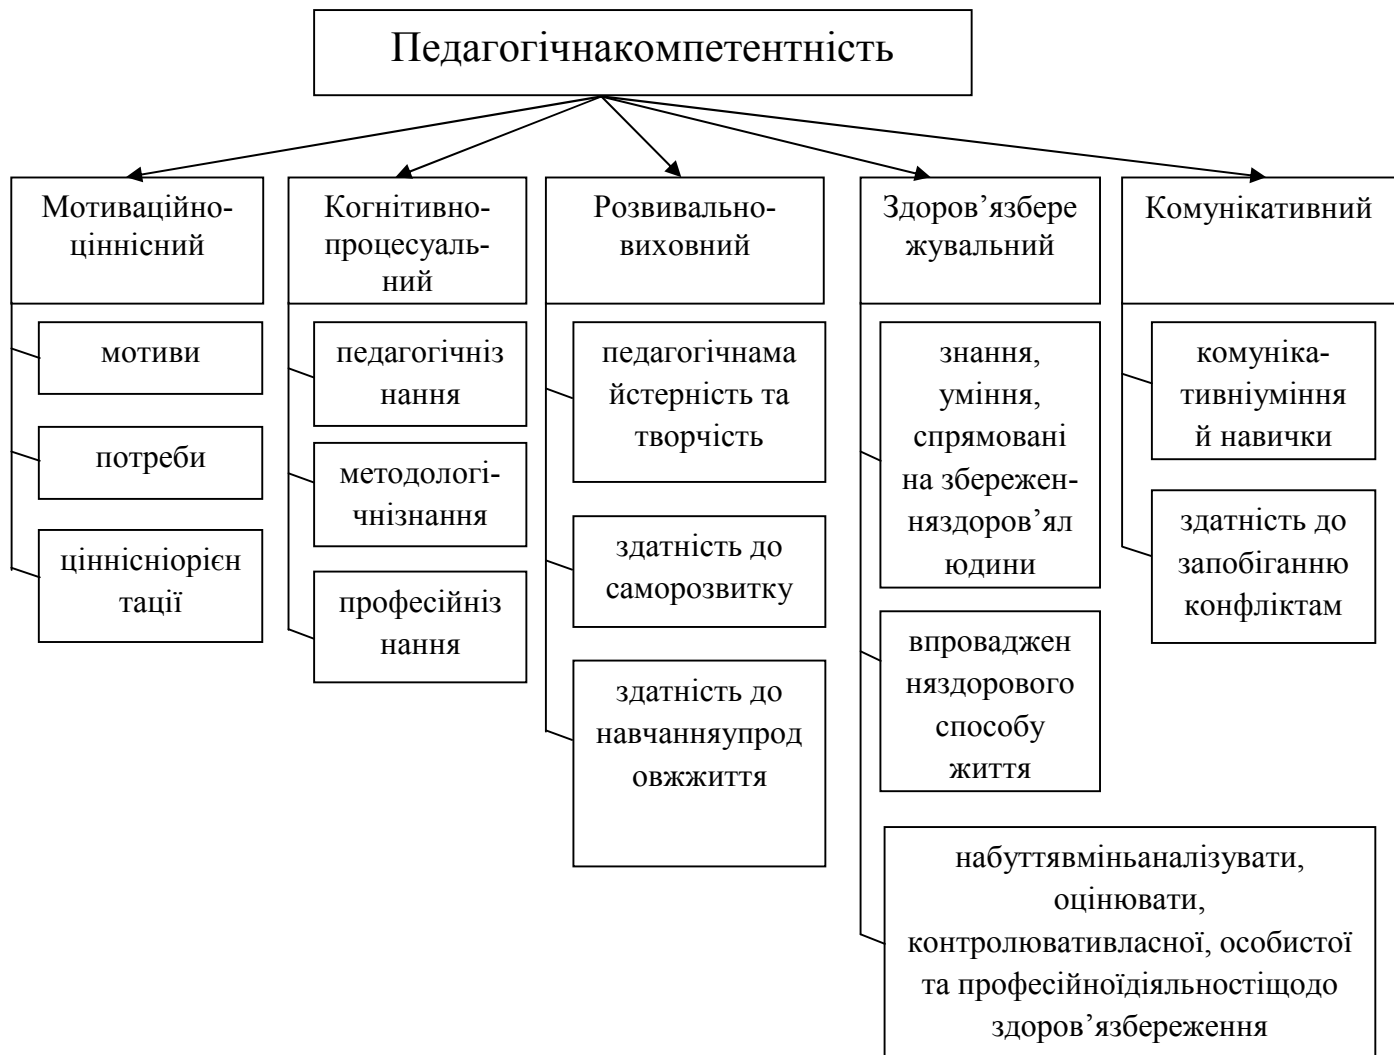 Педагогічнакомпетентність
Мотиваційно-
ціннісний
мотиви
потреби
ціннісніорієн
тації
Когнітивно-
процесуаль-
ний
педагогічніз
нання
методологі-
чнізнання
професійніз
нання
Розвивально-
виховний
педагогічнама
йстерність та
творчість
здатність до
саморозвитку
здатність до
навчанняупрод
овжжиття
Здоров’язбере
жувальний
знання,
уміння,
спрямовані
на збережен-
няздоров’ял
юдини
впроваджен
няздорового
способу
життя
набуттявміньаналізувати,
оцінювати,
контролювативласної, особистої
та професійноїдіяльностіщодо
здоров’язбереження
Комунікативний
комуніка-
тивніуміння
й навички
здатність до
запобіганню
конфліктам